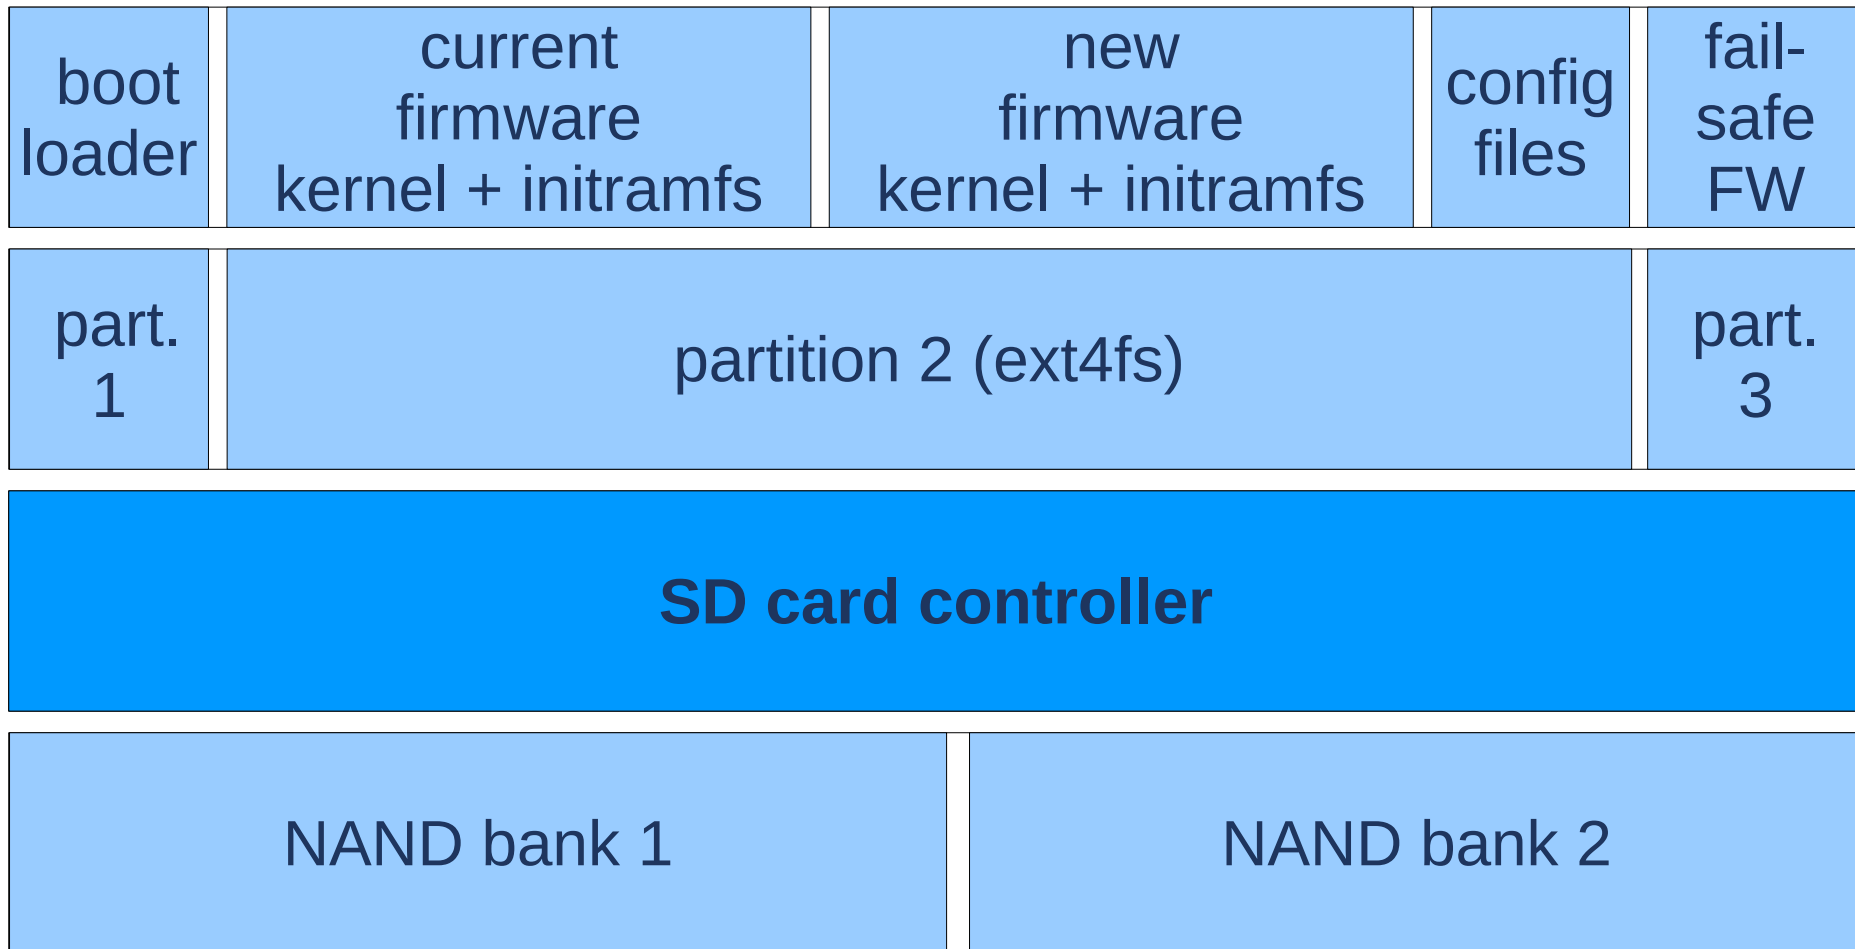 boot
loader
current
firmware
kernel + initramfs
new
firmware
kernel + initramfs
config
files
fail-
safe
FW
part.
1
partition 2 (ext4fs)
part.
3
SD card controller
NAND bank 1
NAND bank 2